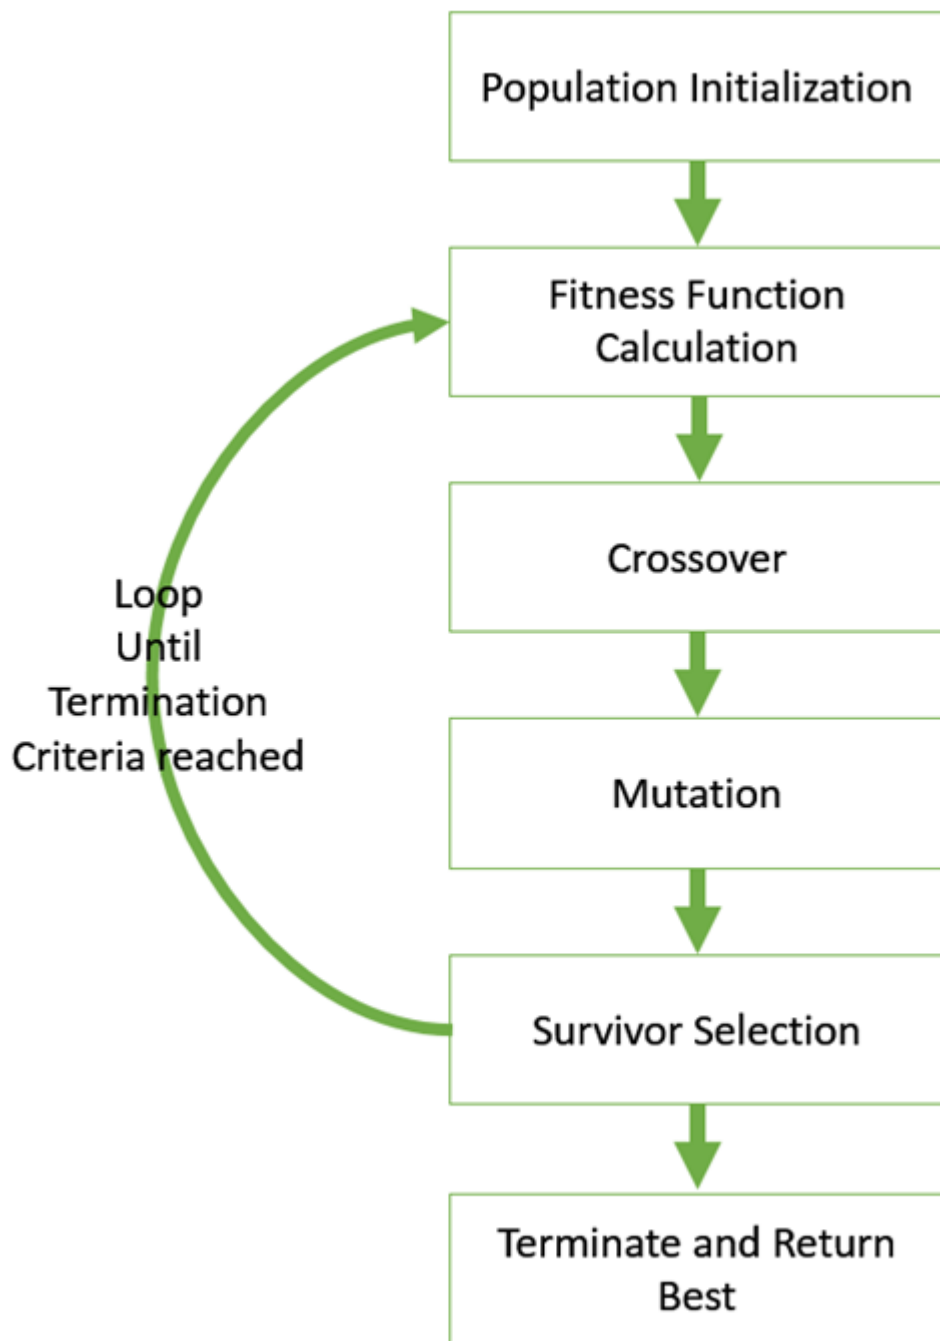 Population Initialization
Fitness Function
Calculation
Crossover
Loop
Until
Termination
Criteria reached
Mutation
Survivor Selection
Terminate and Return
Best